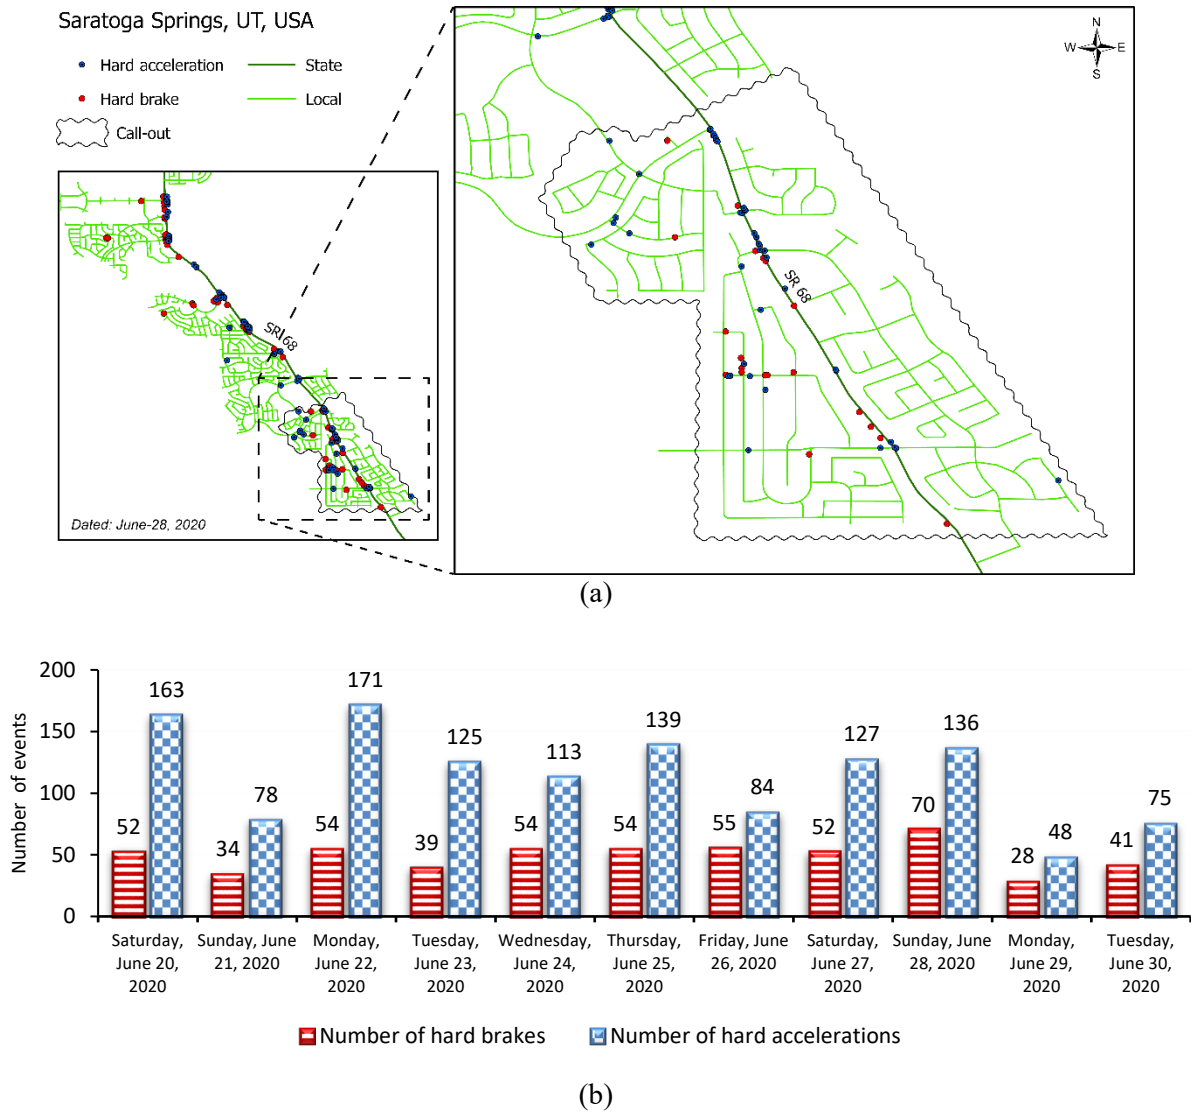 Saratoga Springs, UT, USA
Hard acceleration
State
Hard brake
Local
Call-out
SR 68
Dated: June-28, 2020
N
W E
S
SR 68
(a)
Number of events
200
150
100
50
0
52
163
34
78
54
171
39
125
54
113
54
139
55
84
52
127
70
136
28
48
41
75
Saturday,
June 20,
2020
Sunday, June
21, 2020
Monday,
June 22,
2020
Tuesday,
June 23,
2020
Wednesday,
June 24,
2020
Thursday,
June 25,
2020
Friday, June
26, 2020
Saturday,
June 27,
2020
Sunday, June
28, 2020
Monday,
June 29,
2020
Tuesday,
June 30,
2020
Number of hard brakes
Number of hard accelerations
(b)